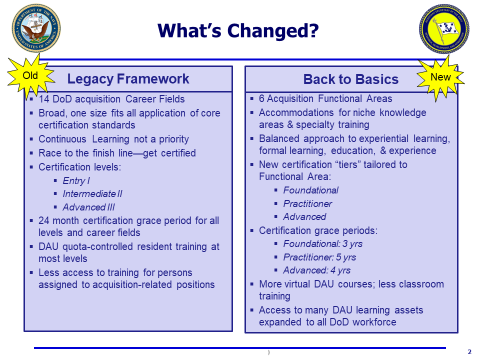 What's Changed?
Old
Legacy Framework
14 DoD acquisition Career Fields
Broad, one size fits all application of core
certification standards
Continuous Learning not a priority
Race to the finish line—get certified
Certification levels:
Entry I
Intermediate II
Advanced III
24 month certification grace period for all
levels and career fields
DAU quota-controlled resident training at
most levels
Less access to training for persons
assigned to acquisition-related positions
New
Back to Basics
6 Acquisition Functional Areas
Accommodations for niche knowledge
areas & specialty training
Balanced approach to experiential learning,
formal learning, education, & experience
New certification "tiers" tailored to
Functional Area:
Foundational
Practitioner
Advanced
Certification grace periods:
Foundational: 3 yrs
Practitioner: 5 yrs
Advanced: 4 yrs
More virtual DAU courses; less classroom
training
Access to many DAU learning assets
expanded to all DoD workforce
2